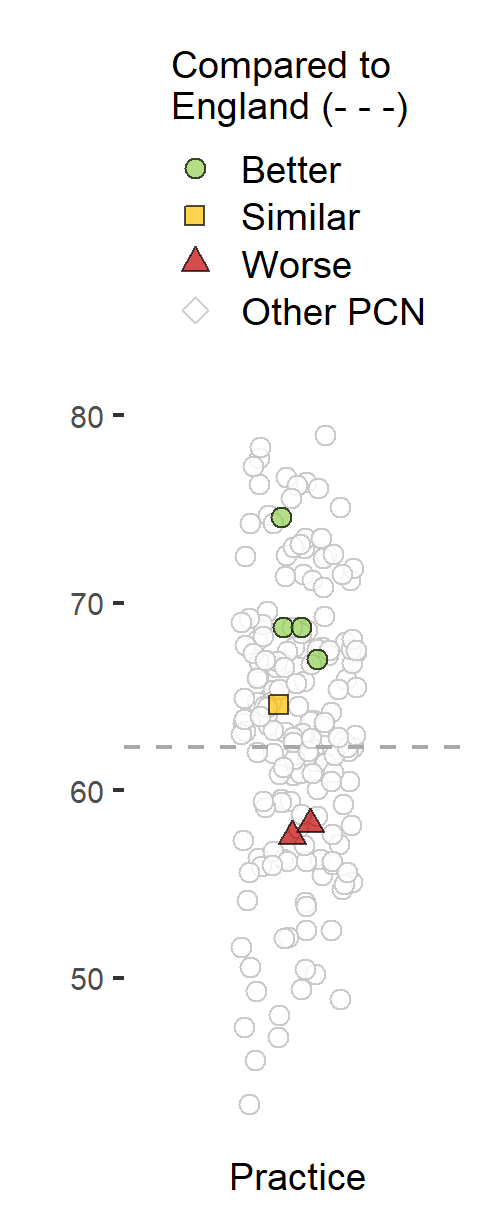 Compared to
England (- - -)
Better
Similar
Worse
Other PCN
80
70
60
50
Practice